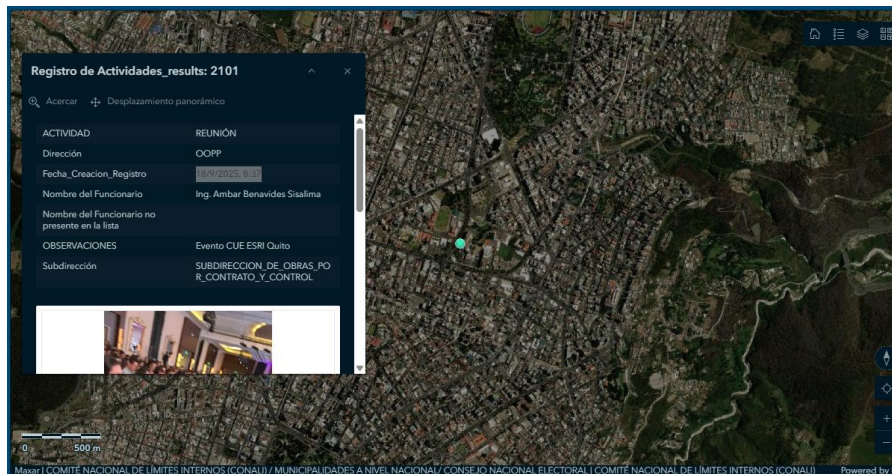 Registro de Actividades_results: 2101
Acercar Desplazamiento panorámico
ACTIVIDAD REUNIÓN
Dirección OOPP
Fecha_Creacion_Registro 18/9/2025, 8:37
Nombre del Funcionario Ing. Ambar Benavides Sisalima
Nombre del Funcionario no
presente en la lista
OBSERVACIONES Evento CUE ESRI Quito
Subdirección SUBDIRECCION_DE_OBRAS_PO
R_CONTRATO_Y_CONTROL
0 500 m
Maxar | COMITÉ NACIONAL DE LÍMITES INTERNOS (CONALI) / MUNICIPALIDADES A NIVEL NACIONAL/ CONSEJO NACIONAL ELECTORAL | COMITÉ NACIONAL DE LÍMITES INTERNOS (CONALI) Powered by